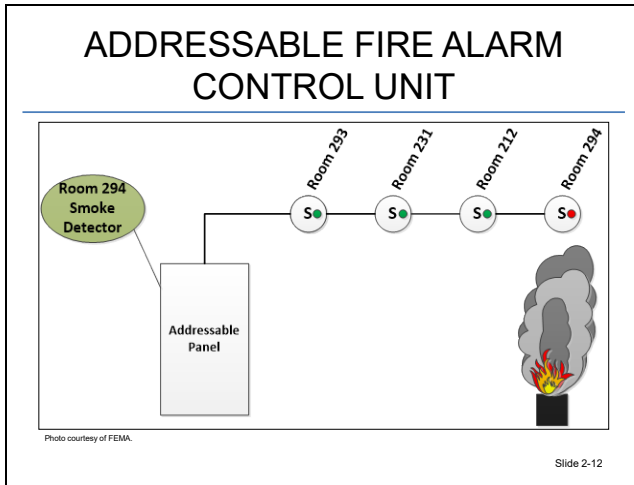 ADDRESSABLE FIRE ALARM
CONTROL UNIT
Room 293
Room 231
Room 212
Room 294
Room 294
Smoke
Detector
S
S
S
S
Addressable
Panel
Photo courtesy of FEMA.
Slide 2-12